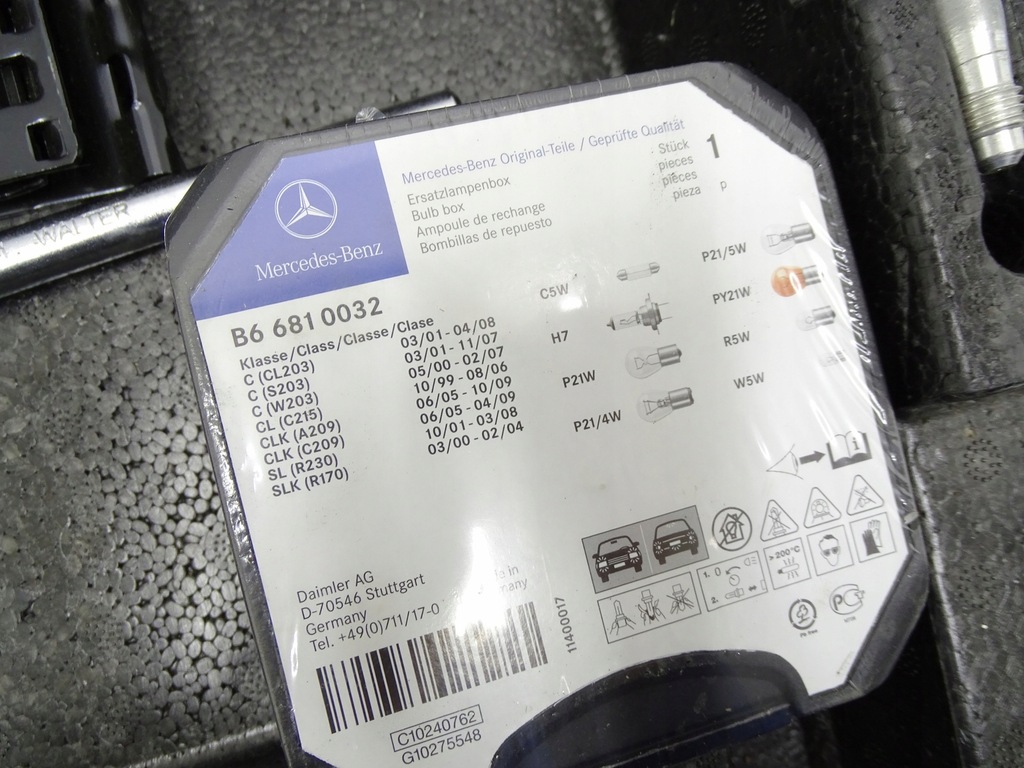 WALTER
Mercedes-Benz
Mercedes-Benz Original-Teile / Geprüfte Qualität
Ersatzlampenbox
Bulb box
Ampoule de rechange
Bombillas de repuesto
Stück
pieces
pièces
pieza
1
p
B6 681 0032
Klasse/Class/Classe/Clase
C (CL203) 03/01 - 04/08
C (S203) 03/01 - 11/07
C (W203) 05/00 - 02/07
CL (C215) 10/99 - 08/06
CLK (A209) 06/05 - 10/09
CLK (C209) 06/05 - 04/09
SL (R230) 10/01 - 03/08
SLK (R170) 03/00 - 02/04
C5W
H7
P21W
P21/4W
P21/5W
PY21W
R5W
W5W
i
Daimler AG
D-70546 Stuttgart
Germany
Tel. +49(0)711/17-0
in
11400017
C10240762
G10275548
1. 0
2.
>200°C